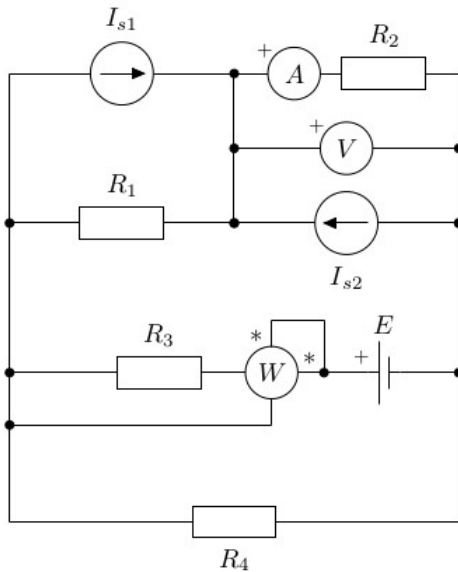 I_{s1}
+
A
R_2
+
V
R_1
I_{s2}
R_3
*
W
*
+
E
R_4